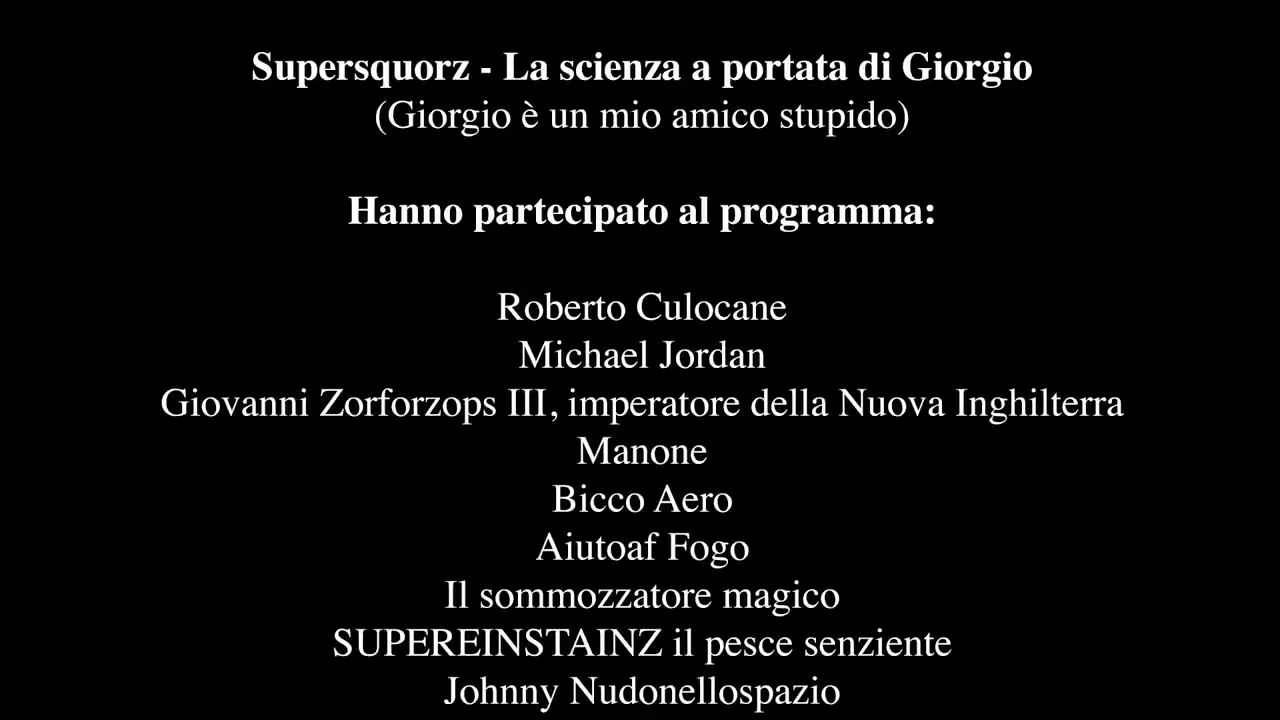 Supersquorz - La scienza a portata di Giorgio
(Giorgio è un mio amico stupido)
Hanno partecipato al programma:
Roberto Culocane
Michael Jordan
Giovanni Zorforzops III, imperatore della Nuova Inghilterra
Manone
Bicco Aero
Aiutoaf Fogo
Il sommozzatore magico
SUPEREINSTAINZ il pesce senziente
Johnny Nudonellospazio